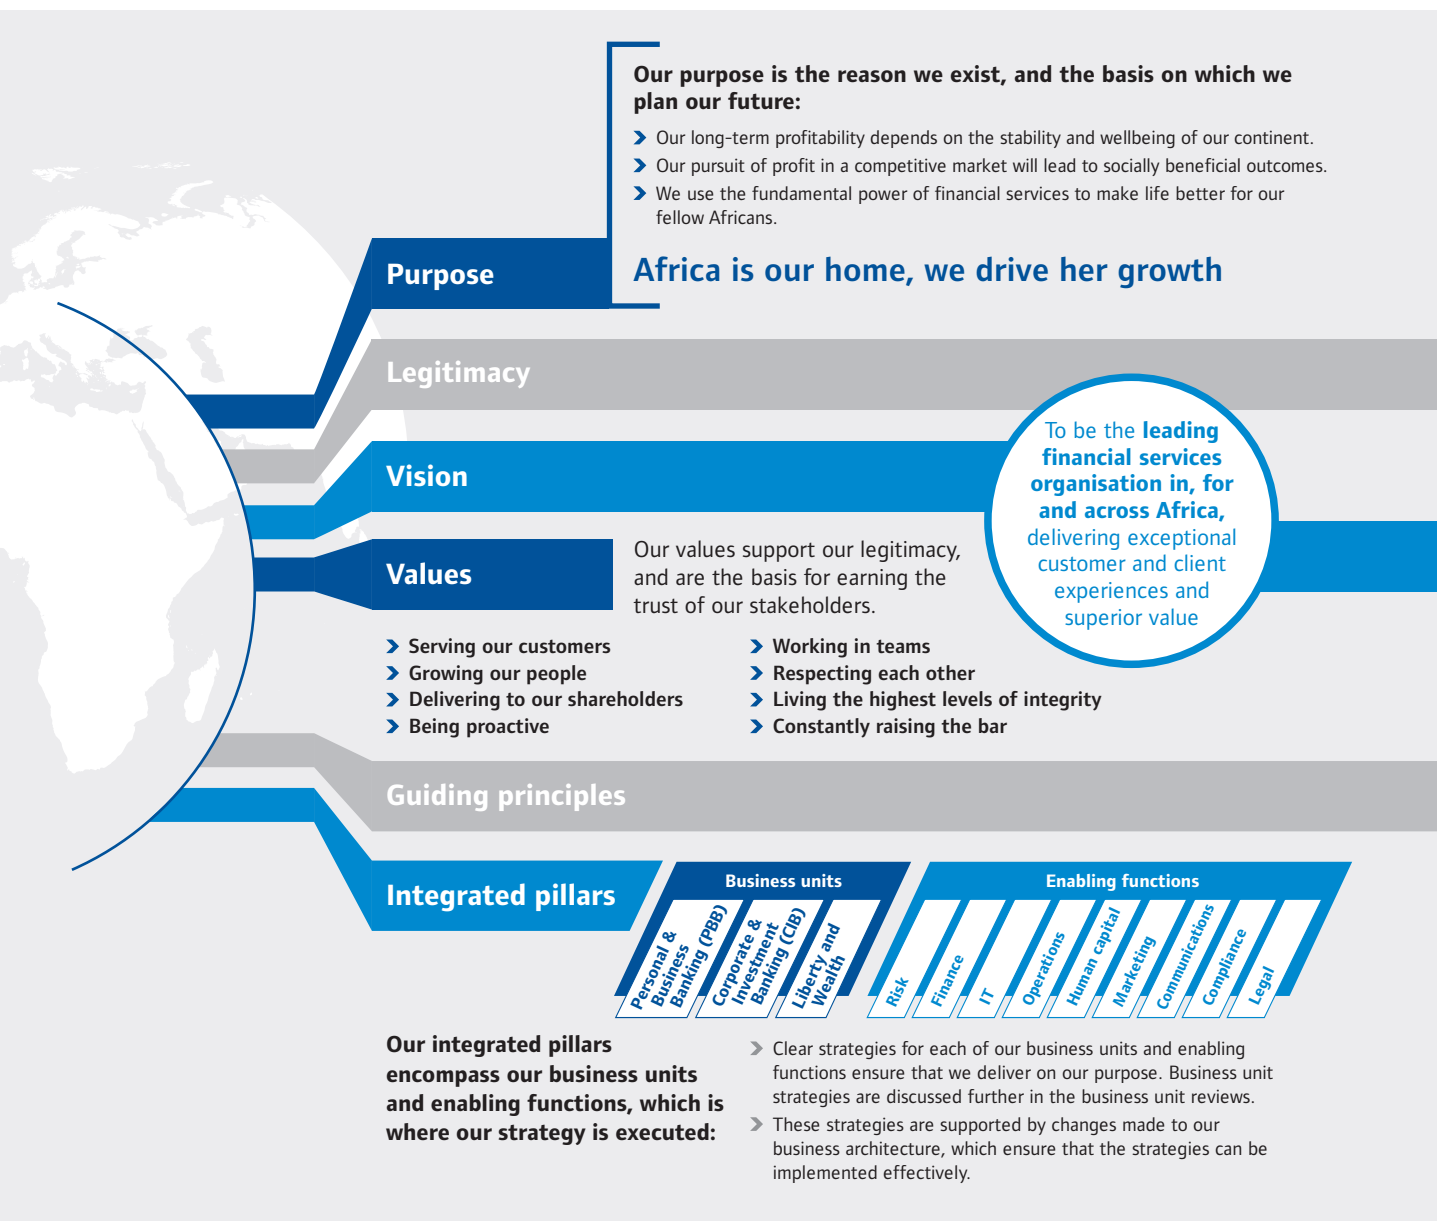 Our purpose is the reason we exist, and the basis on which we
plan our future:
Our long-term profitability depends on the stability and wellbeing of our continent.
Our pursuit of profit in a competitive market will lead to socially beneficial outcomes.
We use the fundamental power of financial services to make life better for our
fellow Africans.
Purpose
Africa is our home, we drive her growth
Legitimacy
Vision
To be the leading
financial services
organisation in, for
and across Africa,
delivering exceptional
customer and client
experiences and
superior value
Values
Our values support our legitimacy,
and are the basis for earning the
trust of our stakeholders.
Serving our customers
Growing our people
Delivering to our shareholders
Being proactive
Working in teams
Respecting each other
Living the highest levels of integrity
Constantly raising the bar
Guiding principles
Integrated pillars
Business units
Personal &
Business
Banking (PBB)
Corporate &
Investment
Banking (CIB)
Liberty and
Wealth
Enabling functions
Risk
Finance
IT
Operations
Human capital
Marketing
Communications
Compliance
Legal
Our integrated pillars
encompass our business units
and enabling functions, which is
where our strategy is executed:
Clear strategies for each of our business units and enabling
functions ensure that we deliver on our purpose. Business unit
strategies are discussed further in the business unit reviews.
These strategies are supported by changes made to our
business architecture, which ensure that the strategies can be
implemented effectively.